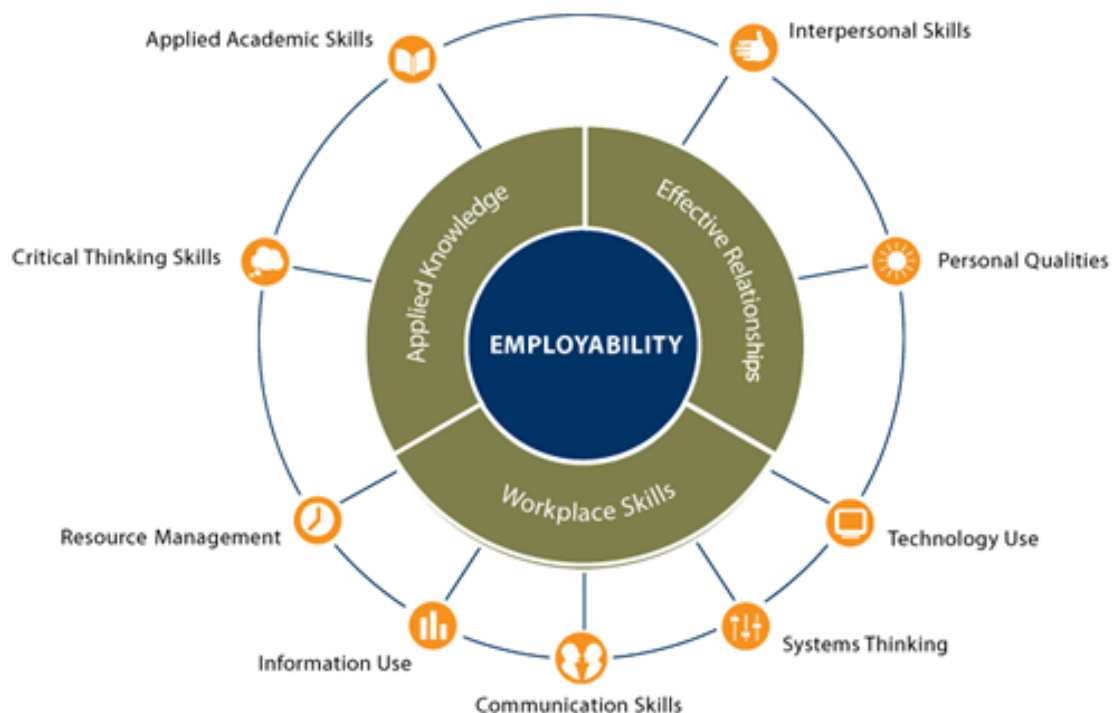 Applied Academic Skills
Interpersonal Skills
Applied Knowledge
Effective Relationships
Critical Thinking Skills
Personal Qualities
EMPLOYABILITY
Workplace Skills
Resource Management
Technology Use
Information Use
Systems Thinking
Communication Skills